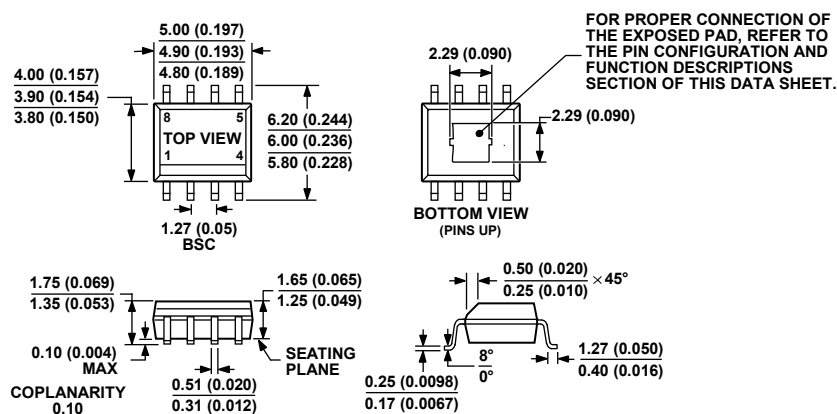 5.00 (0.197)
4.90 (0.193)
4.80 (0.189)
FOR PROPER CONNECTION OF
THE EXPOSED PAD, REFER TO
THE PIN CONFIGURATION AND
FUNCTION DESCRIPTIONS
SECTION OF THIS DATA SHEET.
2.29 (0.090)
4.00 (0.157)
3.90 (0.154)
3.80 (0.150)
8 5
TOP VIEW
1 4
6.20 (0.244)
6.00 (0.236)
5.80 (0.228)
2.29 (0.090)
1.27 (0.05)
BSC
BOTTOM VIEW
(PINS UP)
1.75 (0.069)
1.35 (0.053)
1.65 (0.065)
1.25 (0.049)
0.50 (0.020)
0.25 (0.010)
×45°
0.10 (0.004)
MAX
COPLANARITY
0.10
0.51 (0.020)
0.31 (0.012)
SEATING
PLANE
0.25 (0.0098)
0.17 (0.0067)
8°
0°
1.27 (0.050)
0.40 (0.016)